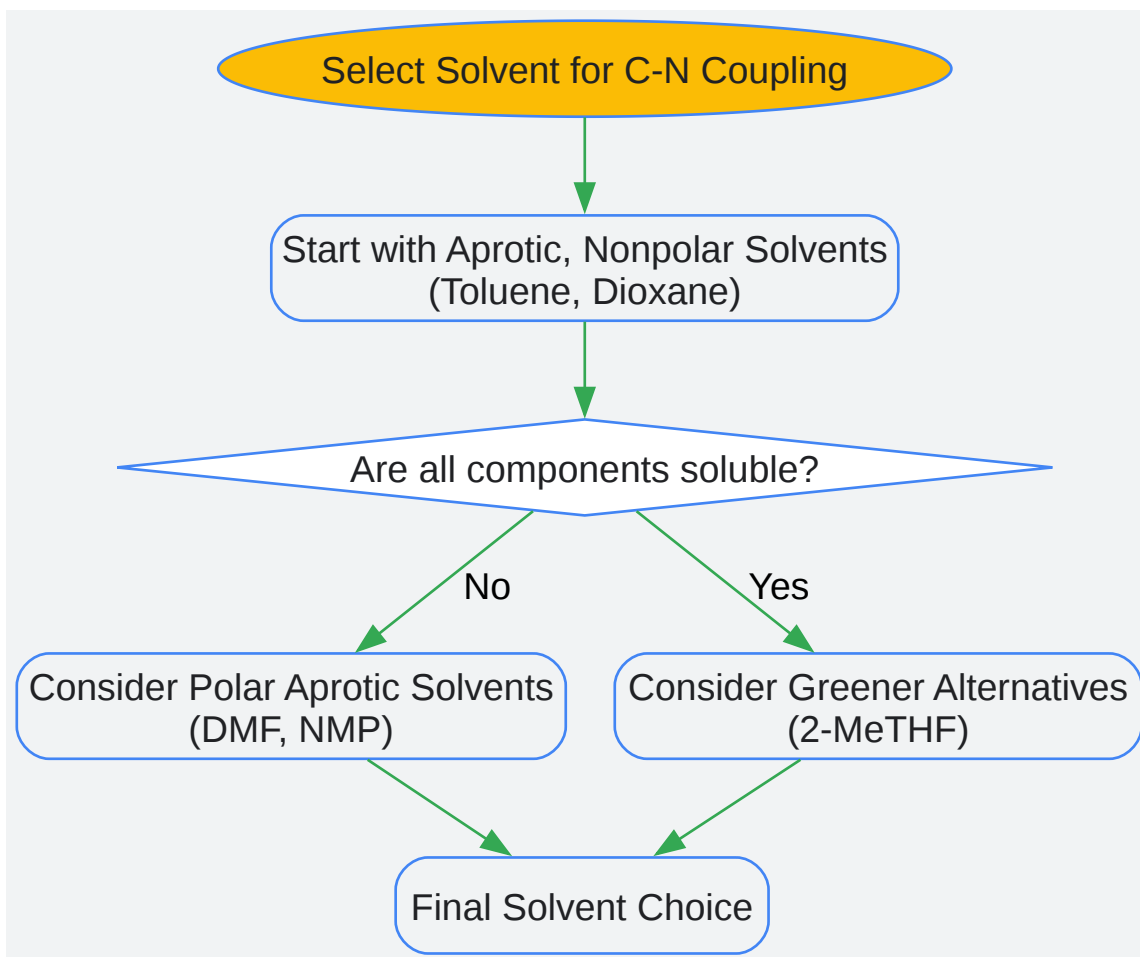 Select Solvent for C-N Coupling
Start with Aprotic, Nonpolar Solvents
(Toluene, Dioxane)
Are all components soluble?
No
Yes
Consider Polar Aprotic Solvents
(DMF, NMP)
Consider Greener Alternatives
(2-MeTHF)
Final Solvent Choice